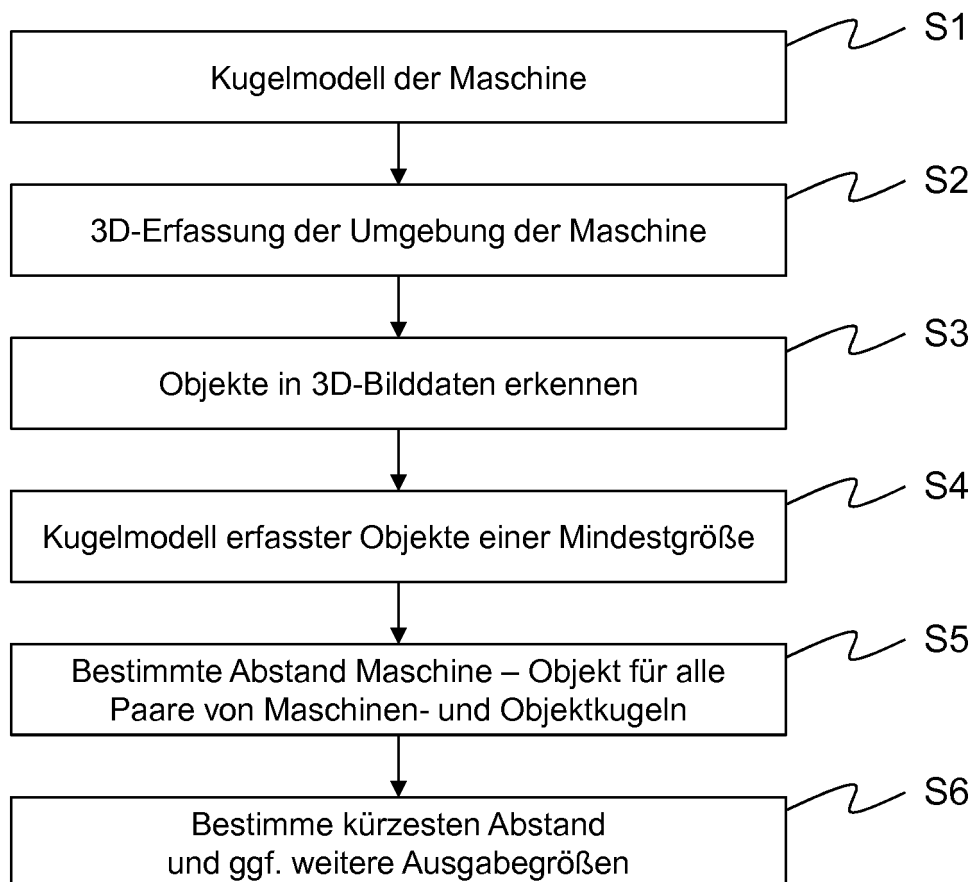 S1
Kugelmodell der Maschine
S2
3D-Erfassung der Umgebung der Maschine
S3
Objekte in 3D-Bilddaten erkennen
S4
Kugelmodell erfasster Objekte einer Mindestgröße
S5
Bestimmte Abstand Maschine – Objekt für alle
Paare von Maschinen- und Objektkugeln
S6
Bestimme kürzesten Abstand
und ggf. weitere Ausgabegrößen